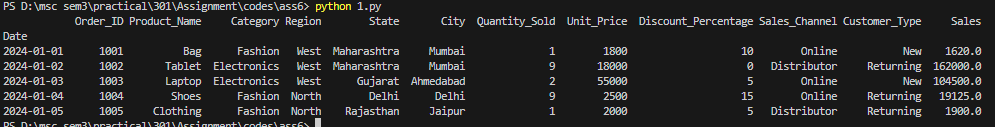 PS D:\msc sem3\practical\301\Assignment\codes\ass6> python 1.py
Order_ID Product_Name Category Region State City Quantity_Sold Unit_Price Discount_Percentage Sales_Channel Customer_Type Sales
Date
2024-01-01 1001 Bag Fashion West Maharashtra Mumbai 1 1800 10 Online New 1620.0
2024-01-02 1002 Tablet Electronics West Maharashtra Mumbai 9 18000 0 Distributor Returning 162000.0
2024-01-03 1003 Laptop Electronics West Gujarat Ahmedabad 2 55000 5 Online New 104500.0
2024-01-04 1004 Shoes Fashion North Delhi Delhi 9 2500 15 Online Returning 19125.0
2024-01-05 1005 Clothing Fashion North Rajasthan Jaipur 1 2000 5 Distributor Returning 1900.0
PS D:\msc sem3\practical\301\Assignment\codes\ass6>